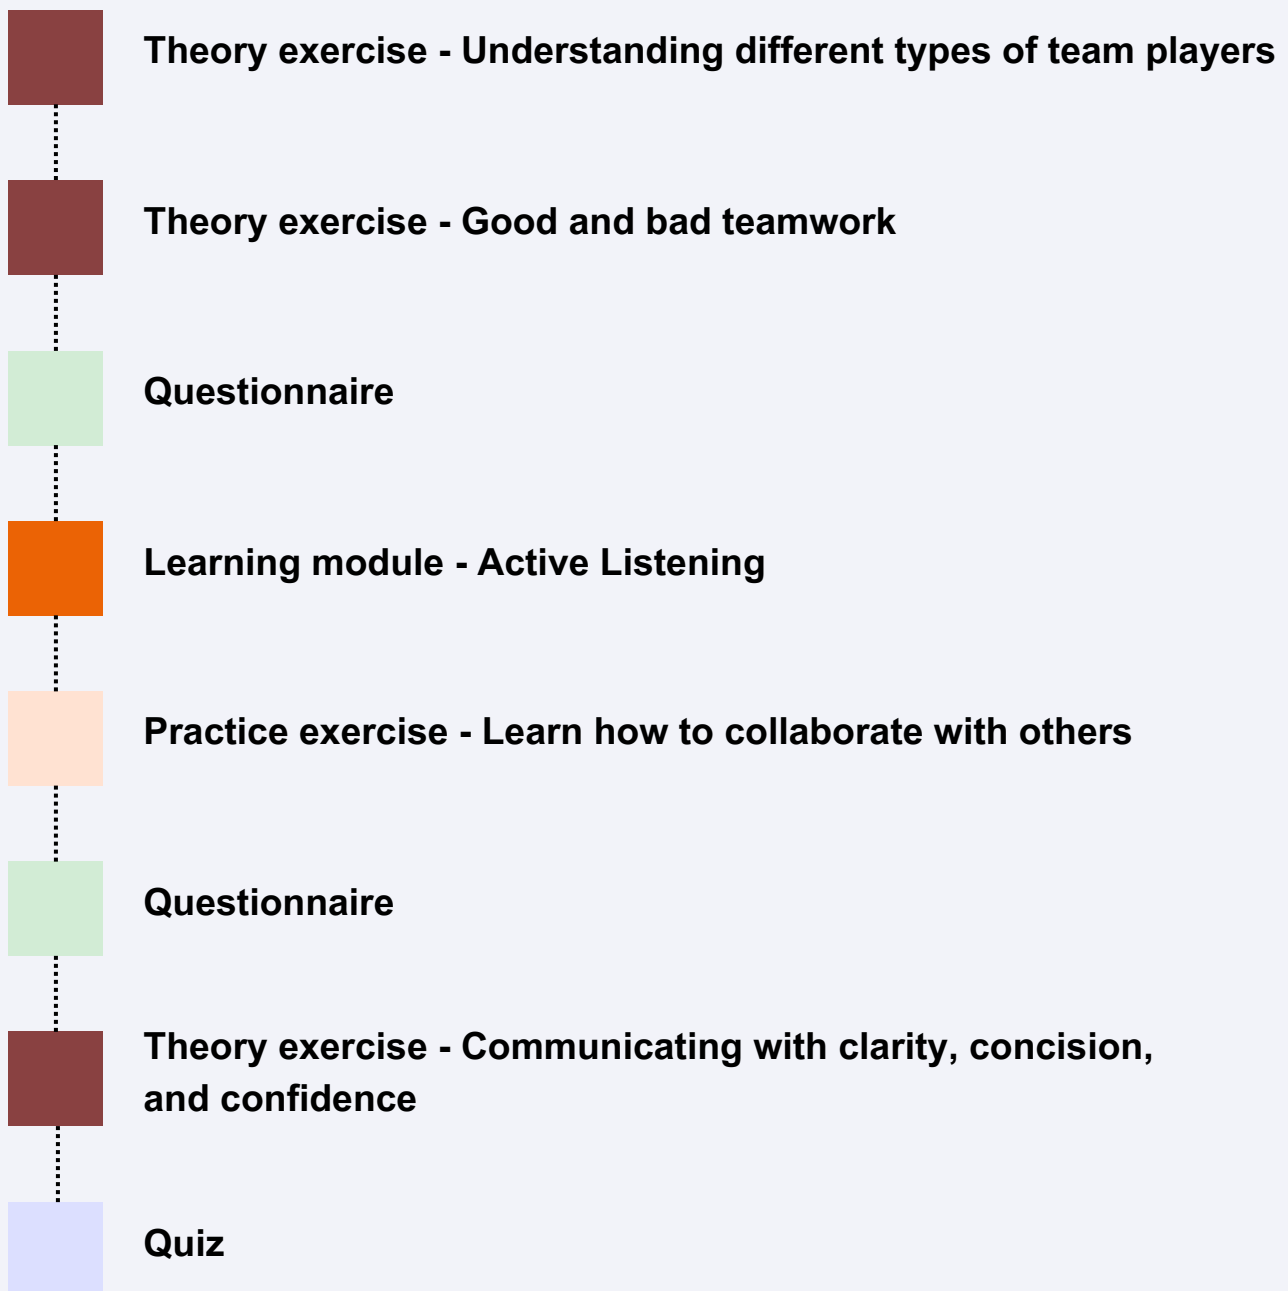 Theory exercise - Understanding different types of team players
Theory exercise - Good and bad teamwork
Questionnaire
Learning module - Active Listening
Practice exercise - Learn how to collaborate with others
Questionnaire
Theory exercise - Communicating with clarity, concision,
and confidence
Quiz